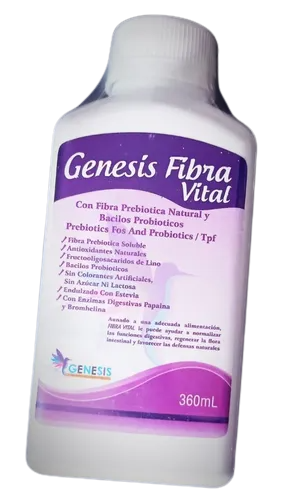 Genesis Fibra
Vital
Con Fibra Prebiotica Natural y
Bacilos Probioticos
Prebiotics Fos And Probiotics / Tpf
Fibra Prebiotica Soluble
Antioxidantes Naturales
Fructooligosacaridos de Lino
Bacilos Probioticos
Sin Colorantes Artificiales,
Sin Azúcar Ni Lactosa
Endulzado Con Estevia
Con Enzimas Digestivas Papaina
y Bromhelina
Aunado a una adecuada alimentación,
FIBRA VITAL le puede ayudar a normalizar
las funciones digestivas, regenerar la flora
intestinal y favorecer las defensas naturales
GENESIS
360mL